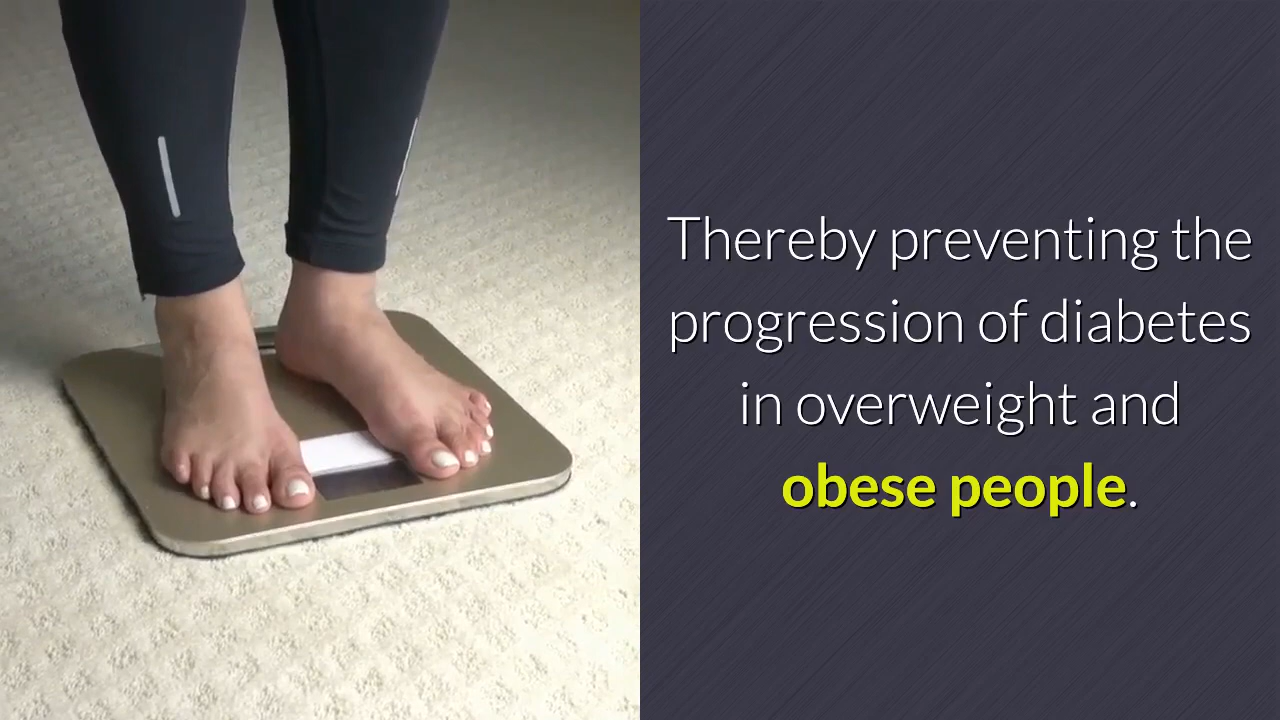 Thereby preventing the
progression of diabetes
in overweight and
obese people.